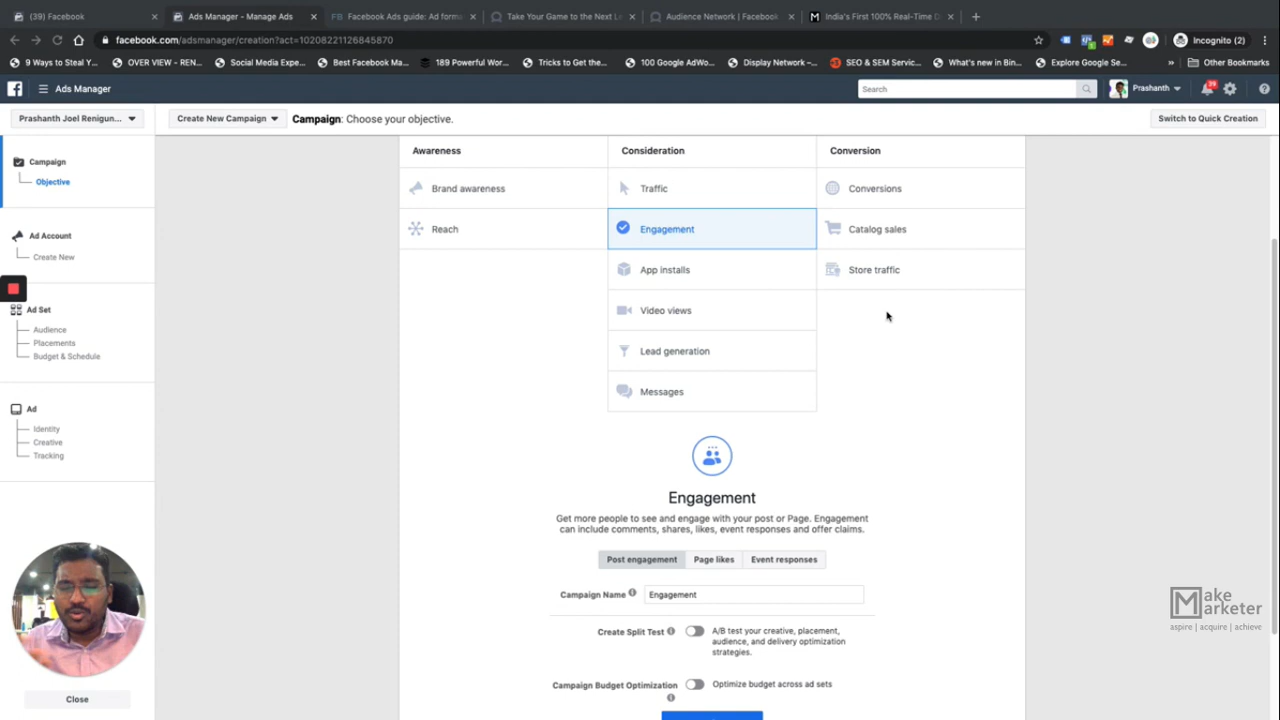 (39) Facebook
Ads Manager - Manage Ads
Facebook Ads guide: Ad forma
Take Your Game to the Next Le
Audience Network | Facebook
India's First 100% Real-Time D
facebook.com/adsmanager/creation?act=10208221126845870
Incognito (2)
9 Ways to Steal Y...
OVER VIEW - REN...
Social Media Expe...
Best Facebook Ma...
189 Powerful Wor...
Tricks to Get the...
100 Google AdWo...
Display Network –...
SEO & SEM Servic...
What's new in Bin...
Explore Google Se...
Other Bookmarks
Ads Manager
Search
Prashanth
Prashanth Joel Renigun...
Create New Campaign
Campaign: Choose your objective.
Switch to Quick Creation
Campaign
Objective
Ad Account
Create New
Ad Set
Audience
Placements
Budget & Schedule
Ad
Identity
Creative
Tracking
Close
Awareness
Consideration
Conversion
Brand awareness
Traffic
Conversions
Reach
Engagement
Catalog sales
App installs
Store traffic
Video views
Lead generation
Messages
Engagement
Get more people to see and engage with your post or Page. Engagement
can include comments, shares, likes, event responses and offer claims.
Post engagement
Page likes
Event responses
Campaign Name
Engagement
Create Split Test
A/B test your creative, placement,
audience, and delivery optimization
strategies.
Campaign Budget Optimization
Optimize budget across ad sets
Make
Marketer
aspire | acquire | achieve